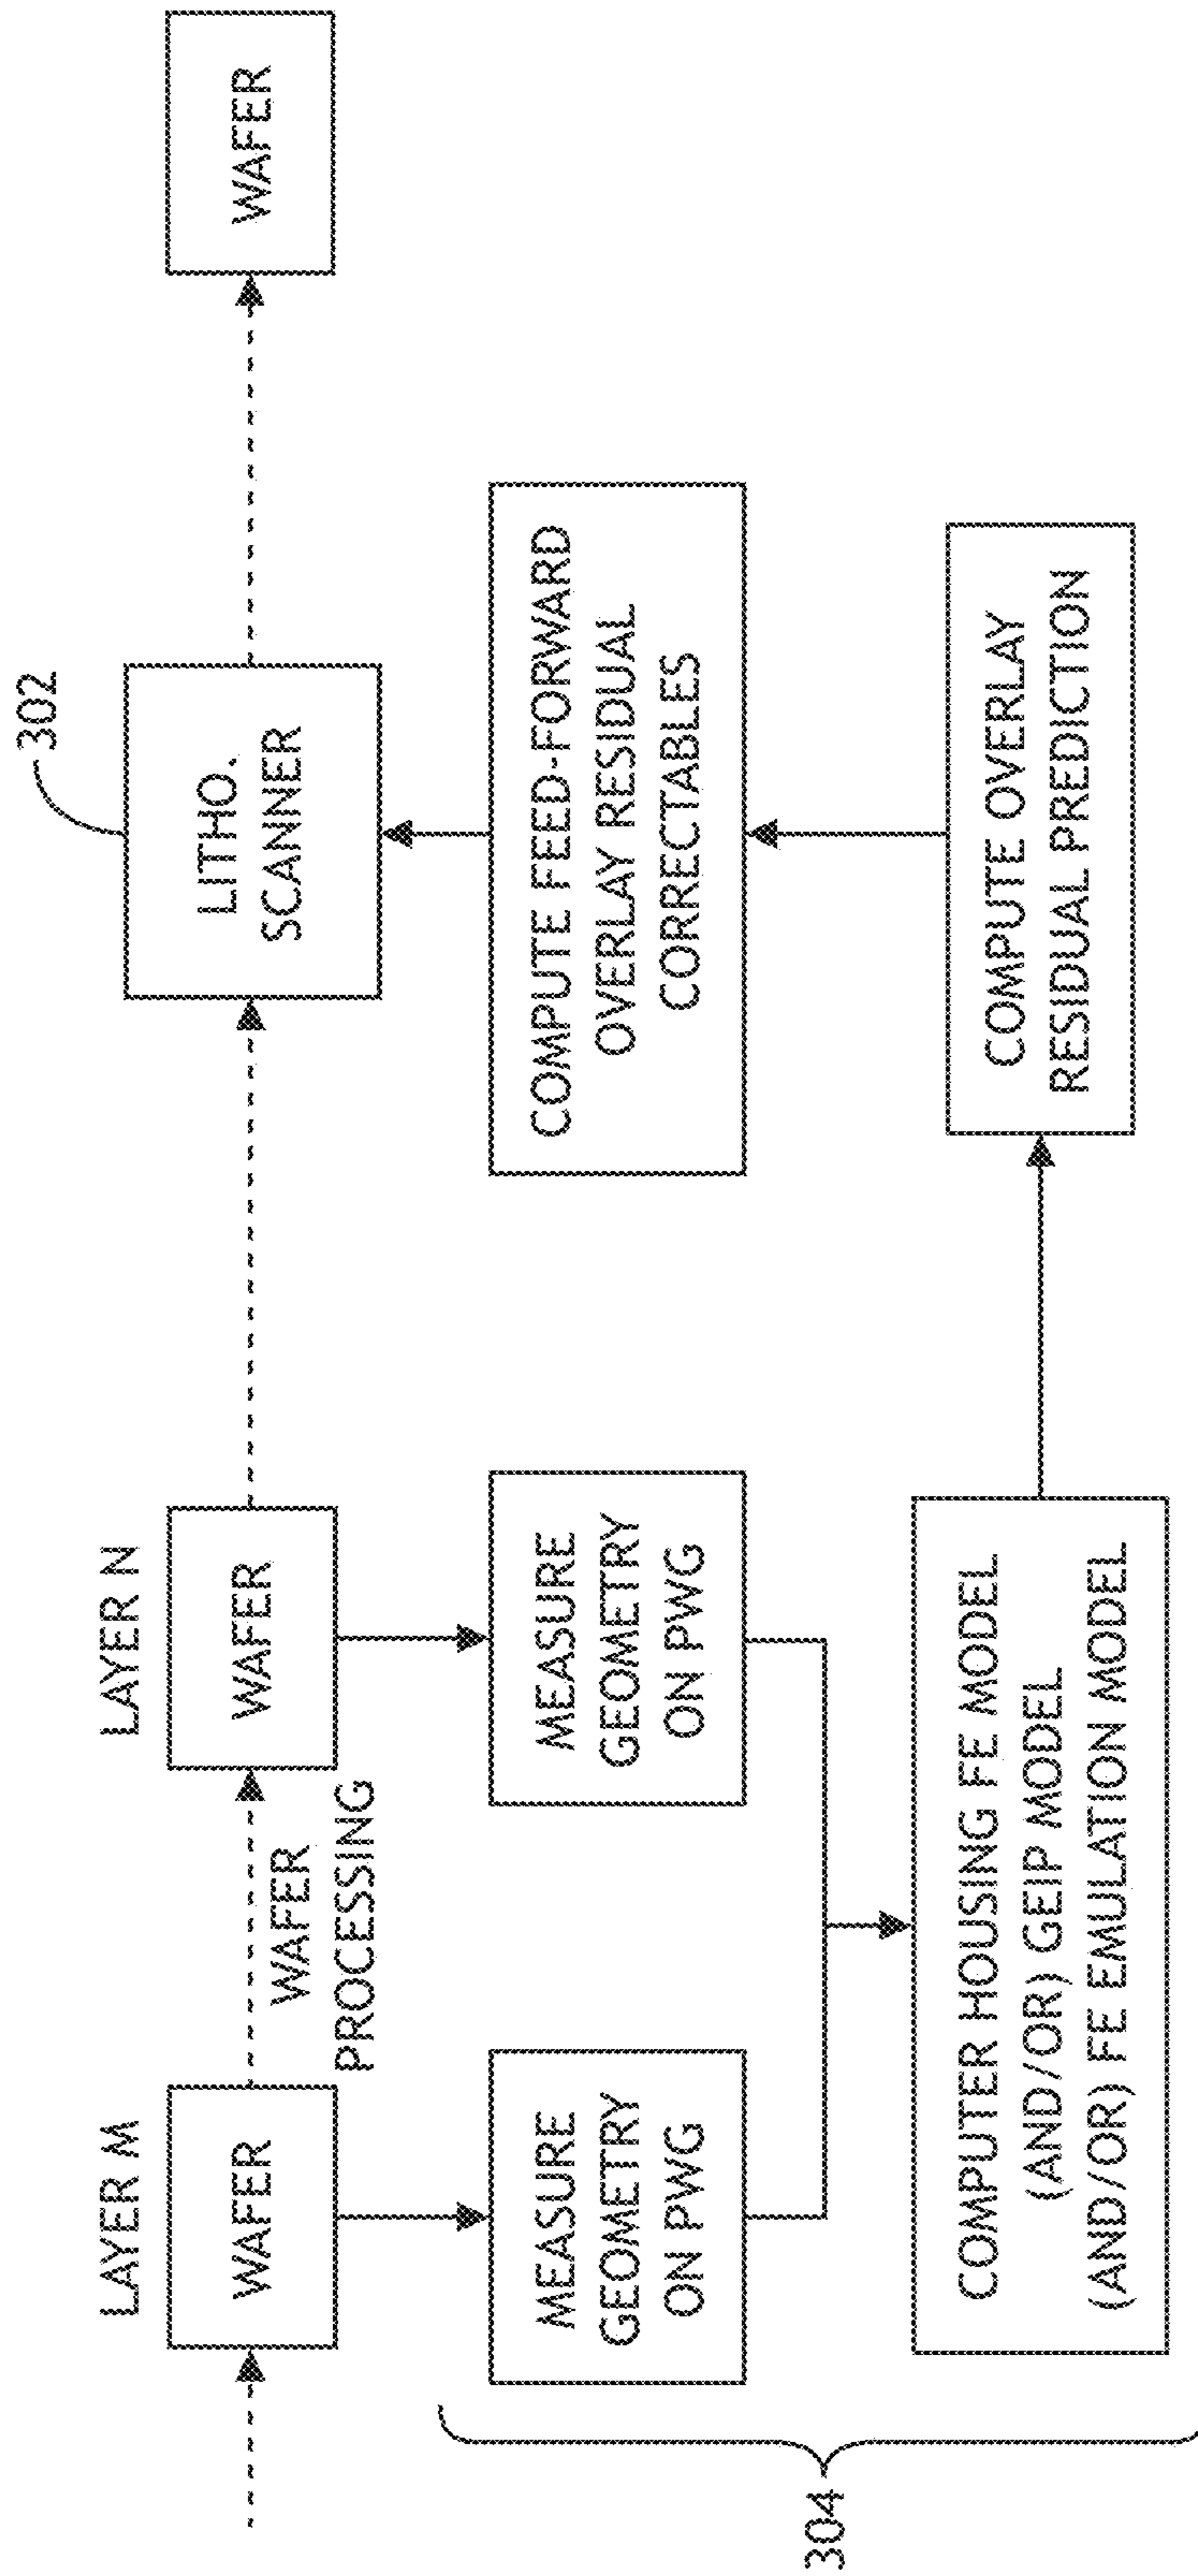 LAYER M
WAFER
WAFER
PROCESSING
LAYER N
WAFER
302
LITHO.
SCANNER
WAFER
MEASURE
GEOMETRY
ON PWG
MEASURE
GEOMETRY
ON PWG
COMPUTE FEED-FORWARD
OVERLAY RESIDUAL
CORRECTABLES
304
COMPUTER HOUSING FE MODEL
(AND/OR) GEIP MODEL
(AND/OR) FE EMULATION MODEL
COMPUTE OVERLAY
RESIDUAL PREDICTION